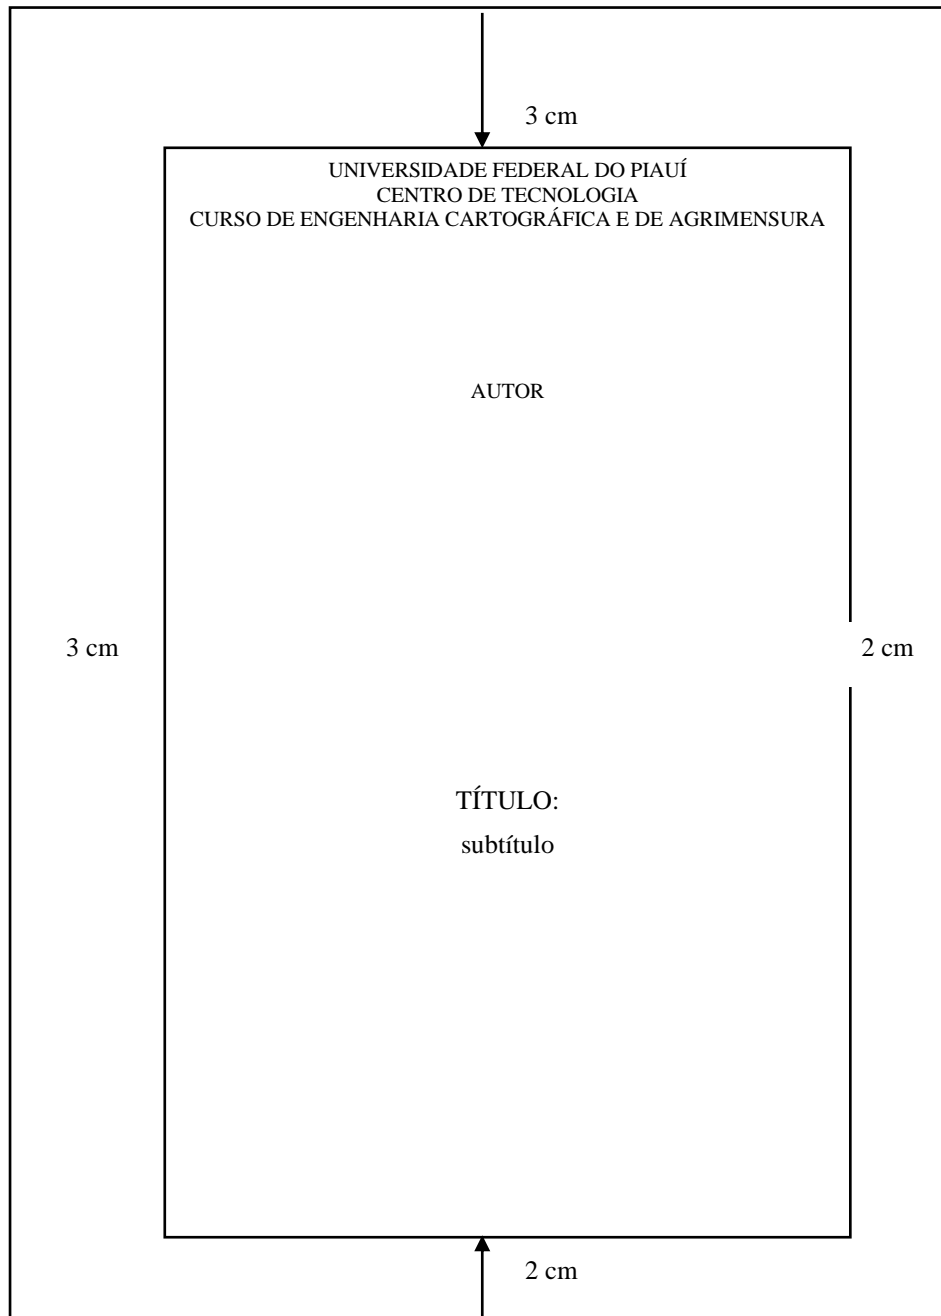 3 cm
UNIVERSIDADE FEDERAL DO PIAUÍ
CENTRO DE TECNOLOGIA
CURSO DE ENGENHARIA CARTOGRÁFICA E DE AGRIMENSURA
AUTOR
3 cm
2 cm
TÍTULO:
subtítulo
2 cm